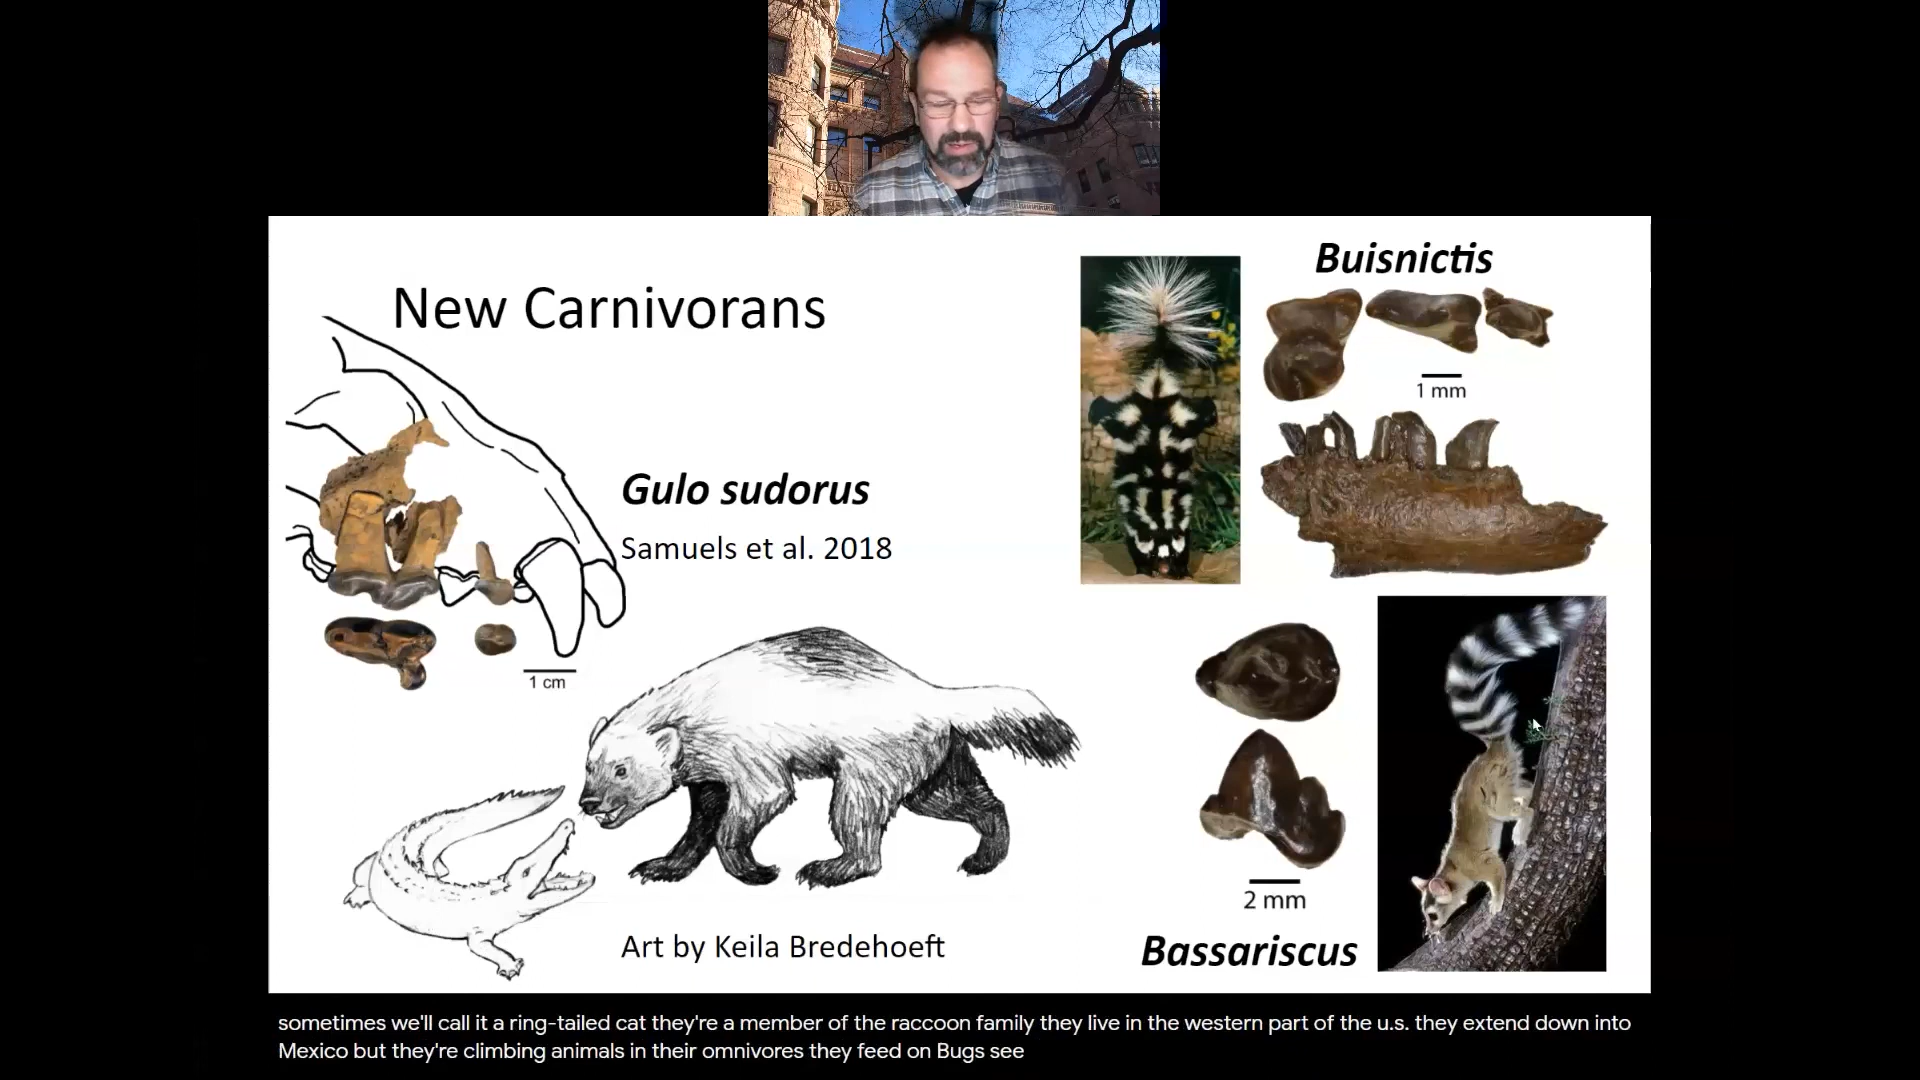 New Carnivorans
Gulo sudorus
Samuels et al. 2018
1 cm
Art by Keila Bredehoeft
Buisnictis
1 mm
2 mm
Bassariscus
sometimes we'll call it a ring-tailed cat they're a member of the raccoon family they live in the western part of the u.s. they extend down into
Mexico but they're climbing animals in their omnivores they feed on Bugs see